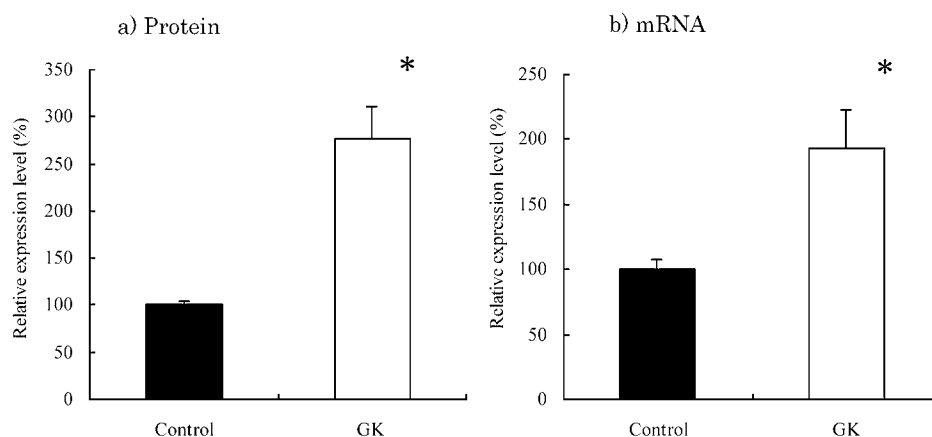 a) Protein
Relative expression level (%)
350
300
250
200
150
100
50
0
*
Control
GK
b) mRNA
Relative expression level (%)
250
200
150
100
50
0
*
Control
GK